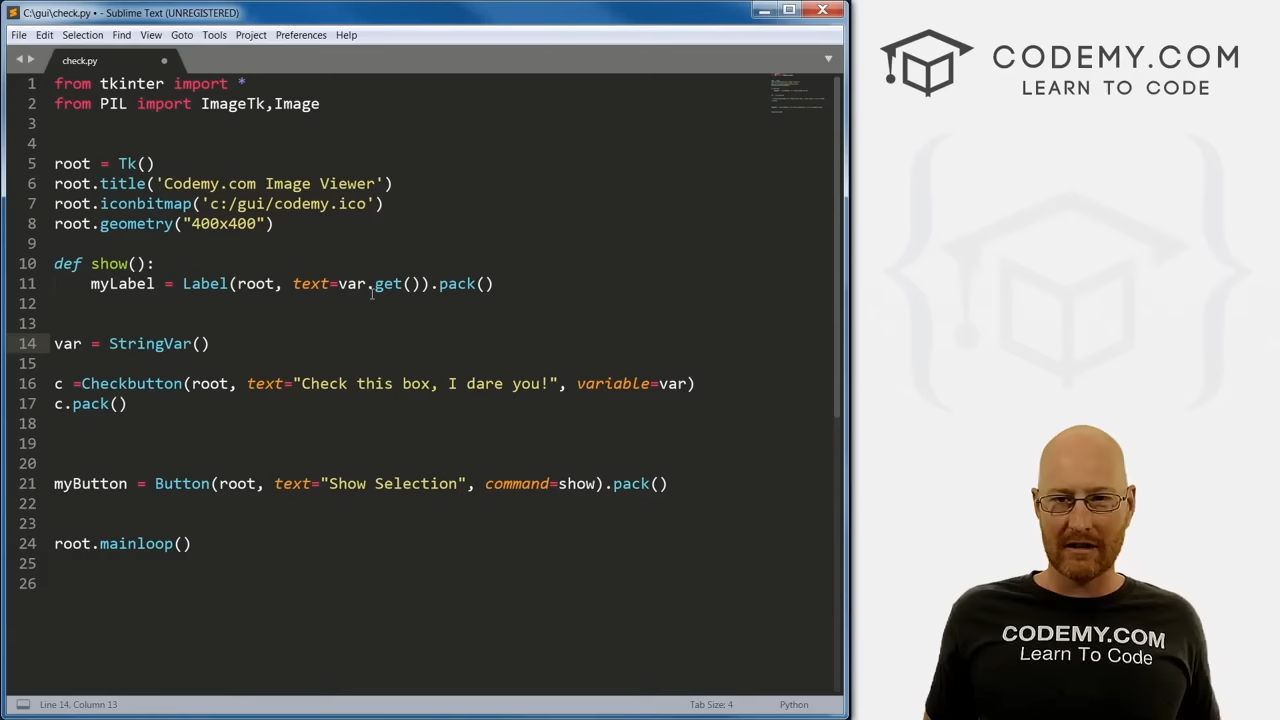 C:\gui\check.py • - Sublime Text (UNREGISTERED)
File Edit Selection Find View Goto Tools Project Preferences Help
check.py
1 from tkinter import *
2 from PIL import ImageTk,Image
3
4
5 root = Tk()
6 root.title('Codemy.com Image Viewer')
7 root.iconbitmap('c:/gui/codemy.ico')
8 root.geometry("400x400")
9
10 def show():
11     myLabel = Label(root, text=var.get()).pack()
12
13
14 var = StringVar()
15
16 c =Checkbutton(root, text="Check this box, I dare you!", variable=var)
17 c.pack()
18
19
20
21 myButton = Button(root, text="Show Selection", command=show).pack()
22
23
24 root.mainloop()
25
26
Line 14, Column 13
Tab Size: 4
Python
CODEMY.COM
LEARN TO CODE
CODEMY.COM
Learn To Code